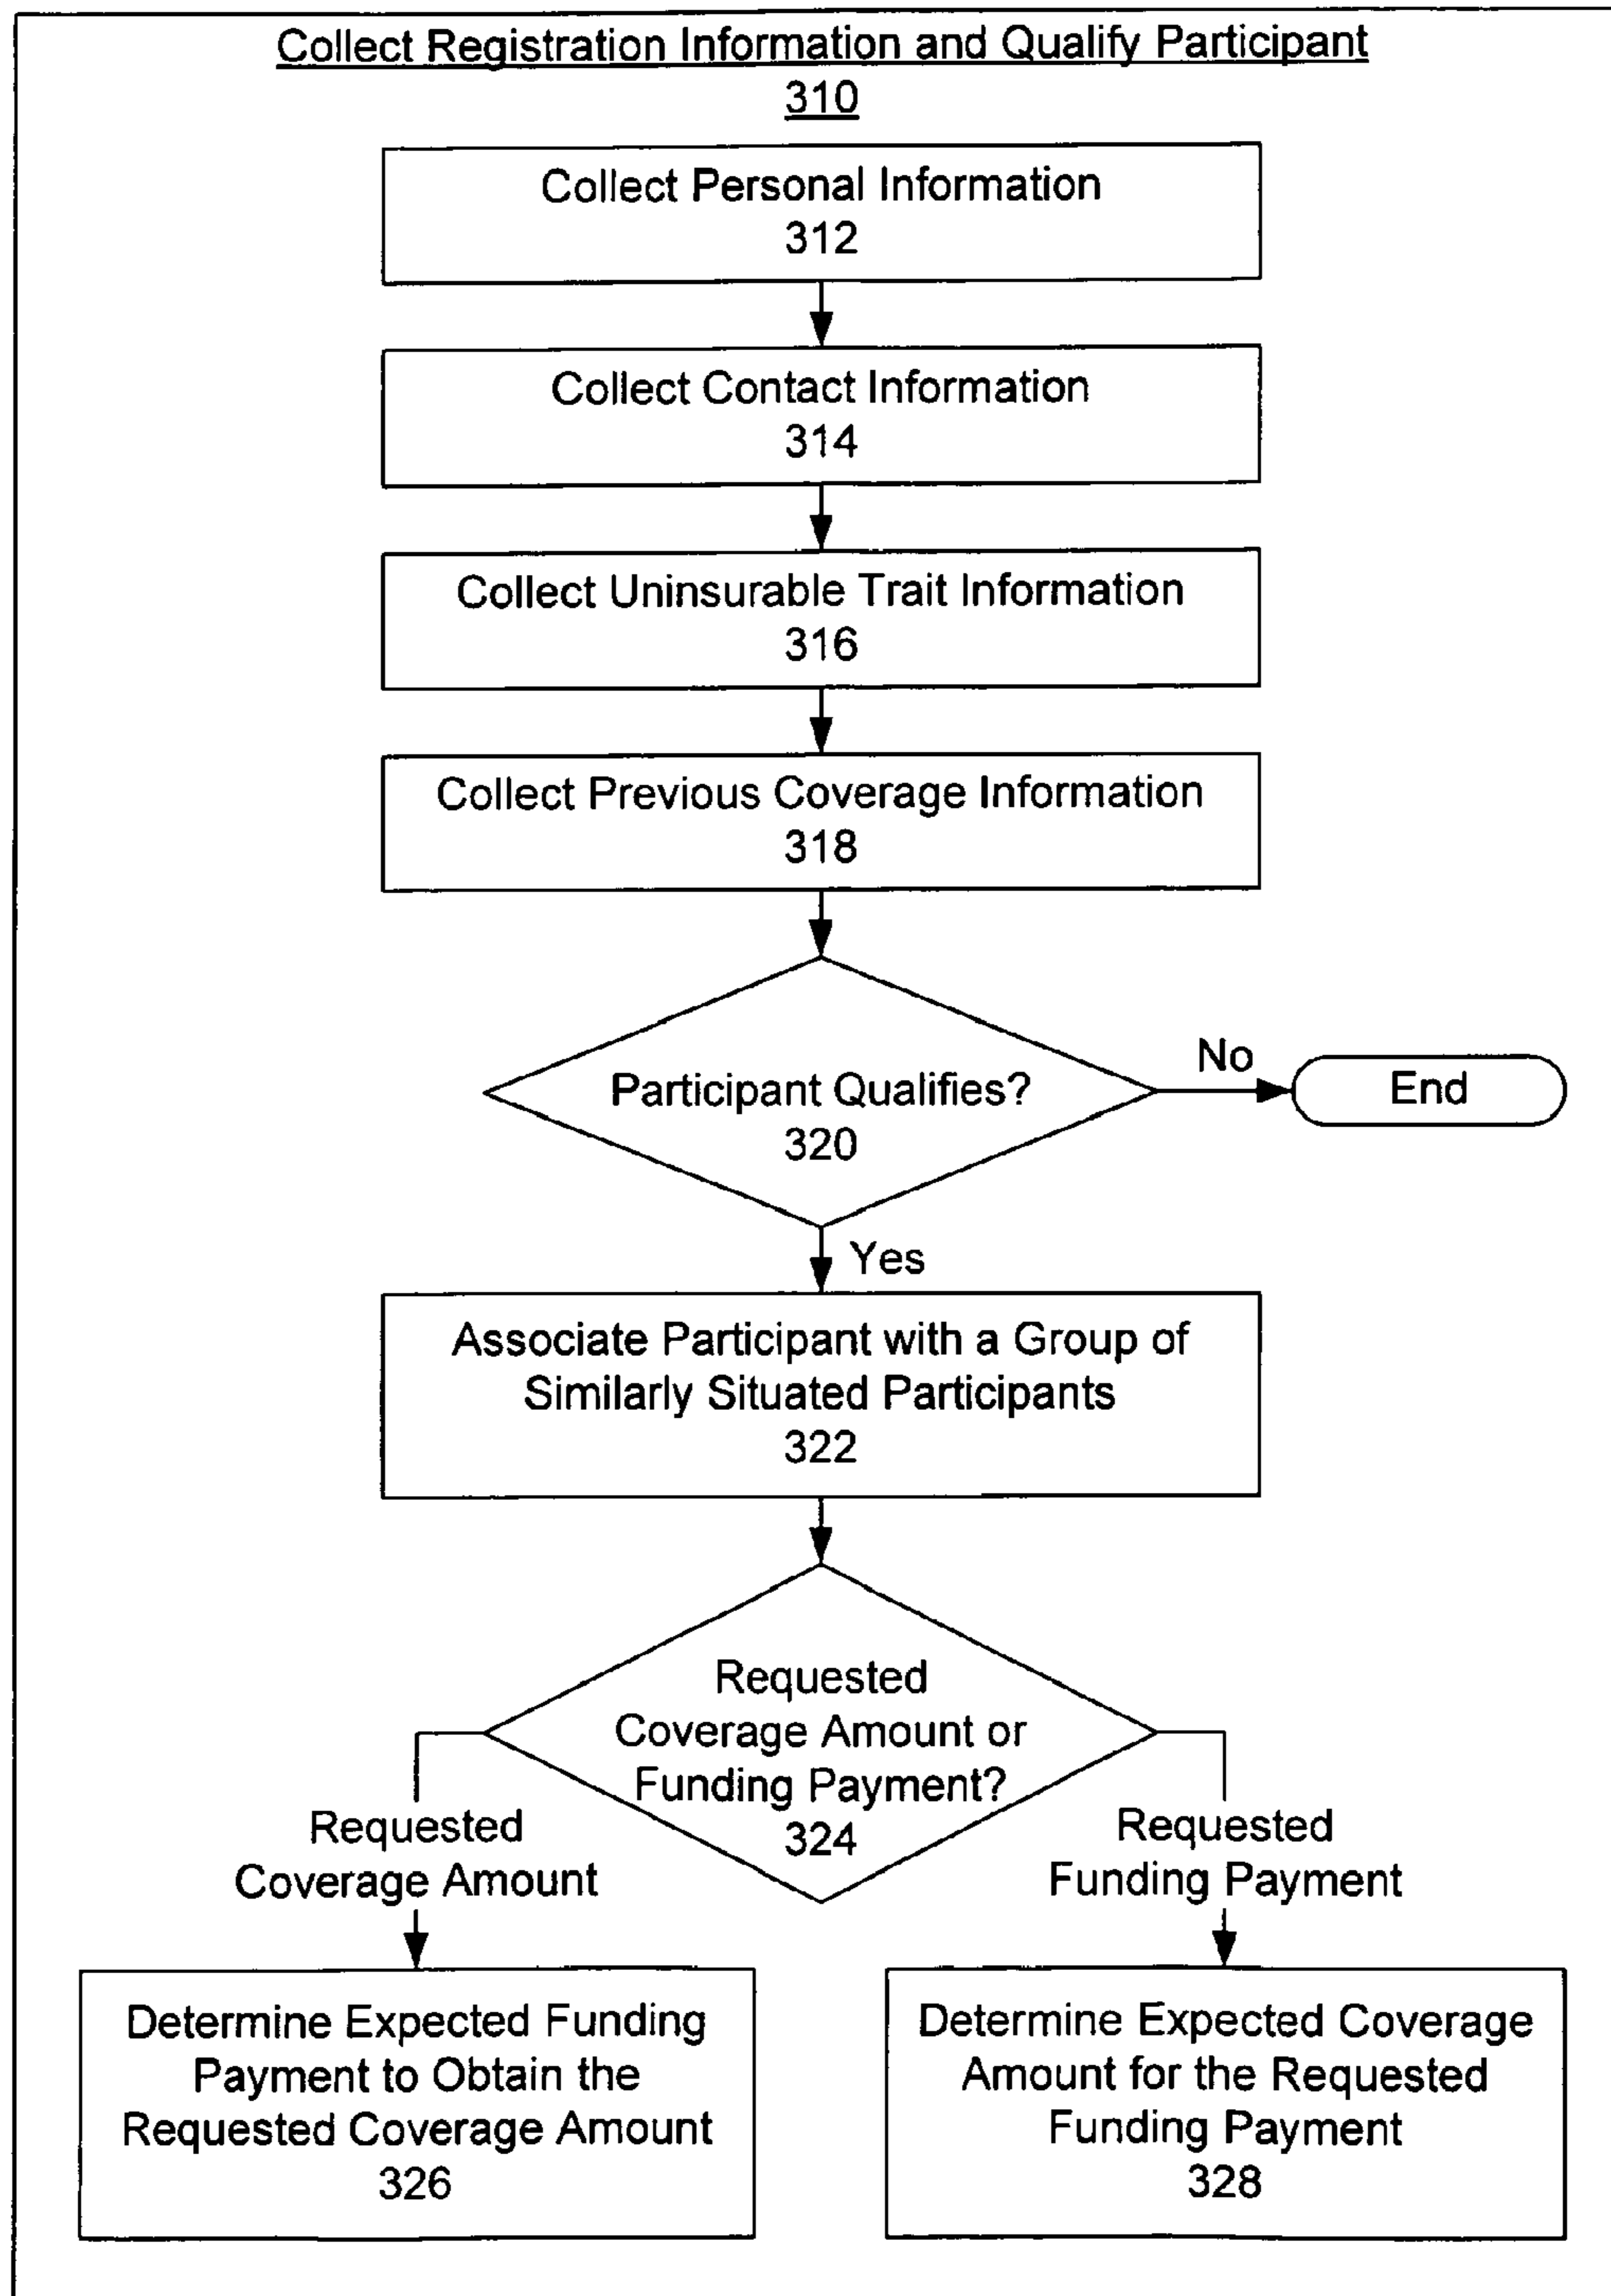 Collect Registration Information and Qualify Participant
310
Collect Personal Information
312
Collect Contact Information
314
Collect Uninsurable Trait Information
316
Collect Previous Coverage Information
318
Participant Qualifies?
320
No
End
Yes
Associate Participant with a Group of
Similarly Situated Participants
322
Requested
Coverage Amount or
Funding Payment?
324
Requested
Coverage Amount
Requested
Funding Payment
Determine Expected Funding
Payment to Obtain the
Requested Coverage Amount
326
Determine Expected Coverage
Amount for the Requested
Funding Payment
328